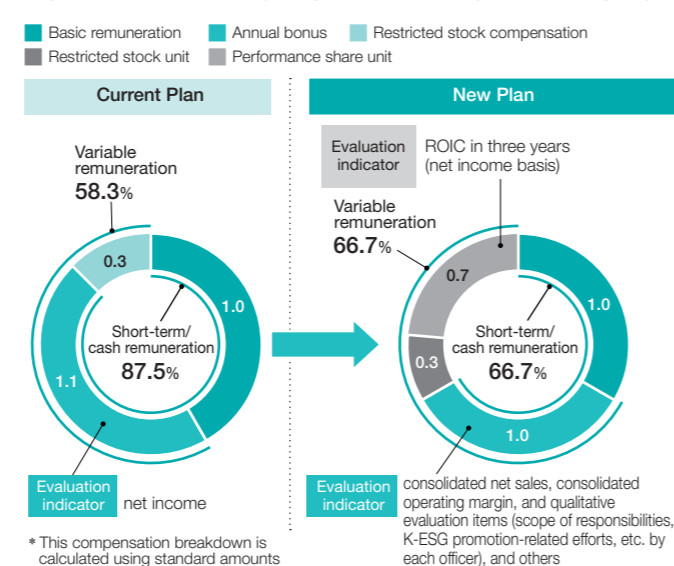 Basic remuneration
Annual bonus
Restricted stock compensation
Restricted stock unit
Performance share unit
Current Plan
Variable
remuneration
58.3%
0.3
1.0
1.1
Short-term/
cash remuneration
87.5%
Evaluation
indicator
net income
* This compensation breakdown is
calculated using standard amounts
New Plan
Evaluation
indicator
ROIC in three years
(net income basis)
Variable
remuneration
66.7%
0.7
1.0
0.3
1.0
Short-term/
cash remuneration
66.7%
Evaluation
indicator
consolidated net sales, consolidated
operating margin, and qualitative
evaluation items (scope of responsibilities,
K-ESG promotion-related efforts, etc. by
each officer), and others